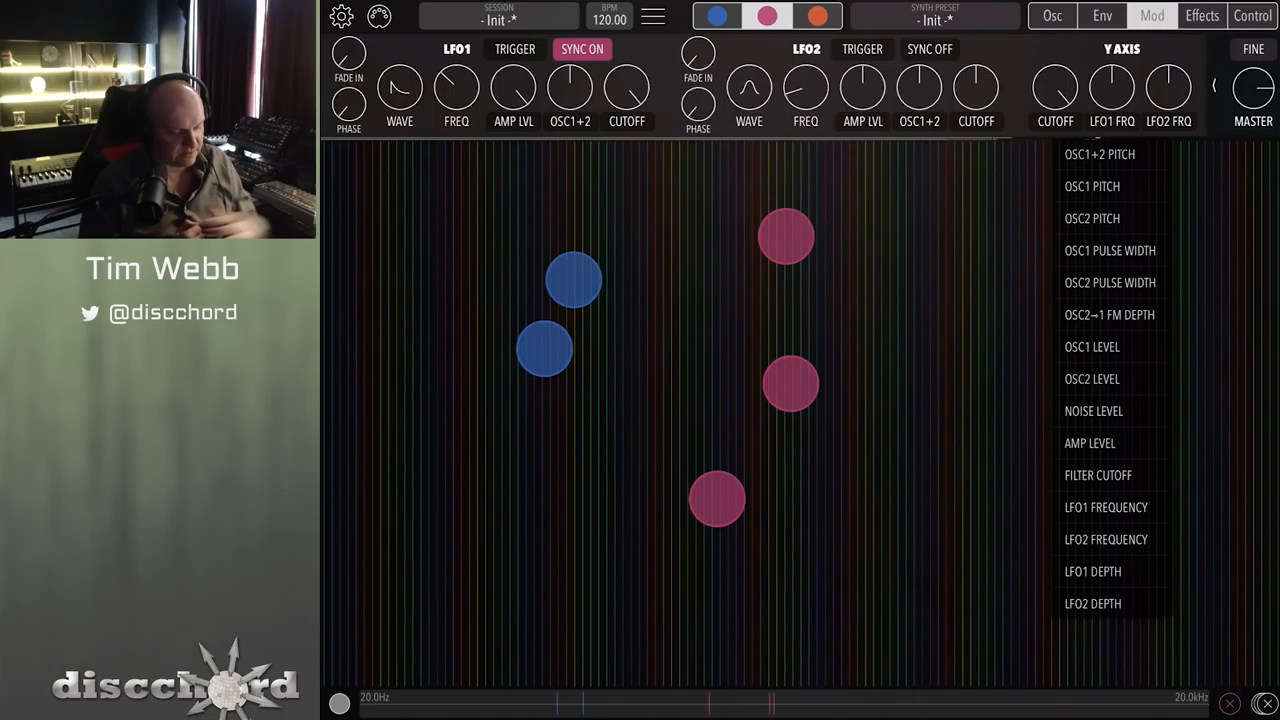 SESSION
- Init -*
BPM
120.00
SYNTH PRESET
- Init -*
Osc
Env
Mod
Effects
Control
LFO1
TRIGGER
SYNC ON
LFO2
TRIGGER
SYNC OFF
Y AXIS
FINE
FADE IN
PHASE
WAVE
FREQ
AMP LVL
OSC1+2
CUTOFF
FADE IN
PHASE
WAVE
FREQ
AMP LVL
OSC1+2
CUTOFF
CUTOFF
LFO1 FRQ
LFO2 FRQ
MASTER
OSC1+2 PITCH
OSC1 PITCH
OSC2 PITCH
OSC1 PULSE WIDTH
OSC2 PULSE WIDTH
OSC2→1 FM DEPTH
OSC1 LEVEL
OSC2 LEVEL
NOISE LEVEL
AMP LEVEL
FILTER CUTOFF
LFO1 FREQUENCY
LFO2 FREQUENCY
LFO1 DEPTH
LFO2 DEPTH
20.0Hz
20.0kHz
Tim Webb
@discchord
discchord